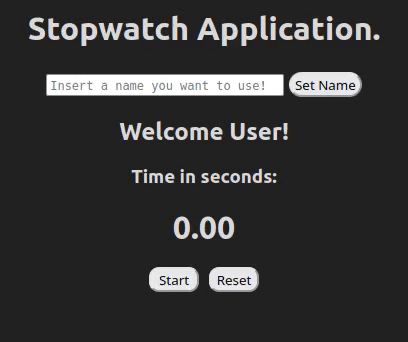 Stopwatch Application.
Insert a name you want to use! Set Name
Welcome User!
Time in seconds:
0.00
Start Reset